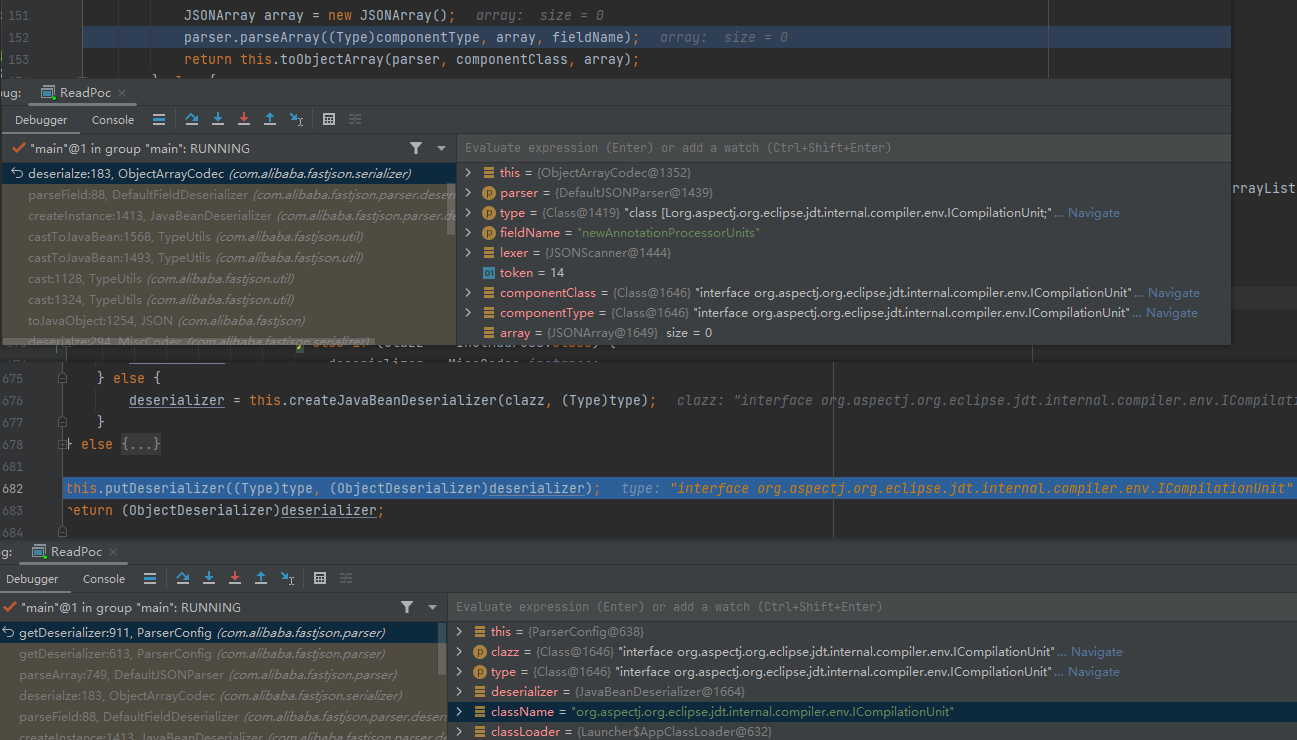 151 JSONArray array = new JSONArray(); array: size = 0
152 parser.parseArray((Type)componentType, array, fieldName); array: size = 0
153 return this.toObjectArray(parser, componentClass, array);
ug: ReadPoc
Debugger Console
"main"@1 in group "main": RUNNING
Evaluate expression (Enter) or add a watch (Ctrl+Shift+Enter)
deserialze:183, ObjectArrayCodec (com.alibaba.fastjson.serializer)
parseField:88, DefaultFieldDeserializer (com.alibaba.fastjson.parser.deseri
createInstance:1413, JavaBeanDeserializer (com.alibaba.fastjson.parser.de
castToJavaBean:1568, TypeUtils (com.alibaba.fastjson.util)
castToJavaBean:1493, TypeUtils (com.alibaba.fastjson.util)
cast:1128, TypeUtils (com.alibaba.fastjson.util)
cast:1324, TypeUtils (com.alibaba.fastjson.util)
toJavaObject:1254, JSON (com.alibaba.fastjson)
deserialze:294, MiscCodec (com.alibaba.fastjson.serializer)
this = {ObjectArrayCodec@1352}
parser = {DefaultJSONParser@1439}
type = {Class@1419} "class [Lorg.aspectj.org.eclipse.jdt.internal.compiler.env.ICompilationUnit;" ... Navigate
fieldName = "newAnnotationProcessorUnits"
lexer = {JSONScanner@1444}
token = 14
componentClass = {Class@1646} "interface org.aspectj.org.eclipse.jdt.internal.compiler.env.ICompilationUnit" ... Navigate
componentType = {Class@1646} "interface org.aspectj.org.eclipse.jdt.internal.compiler.env.ICompilationUnit" ... Navigate
array = {JSONArray@1649} size = 0
rrayList
675 } else {
676 deserializer = this.createJavaBeanDeserializer(clazz, (Type)type); clazz: "interface org.aspectj.org.eclipse.jdt.internal.compiler.env.ICompilati
677 }
678 } else {...}
681
682 this.putDeserializer((Type)type, (ObjectDeserializer)deserializer); type: "interface org.aspectj.org.eclipse.jdt.internal.compiler.env.ICompilationUnit"
683 return (ObjectDeserializer)deserializer;
684
g: ReadPoc
Debugger Console
"main"@1 in group "main": RUNNING
Evaluate expression (Enter) or add a watch (Ctrl+Shift+Enter)
getDeserializer:911, ParserConfig (com.alibaba.fastjson.parser)
getDeserializer:613, ParserConfig (com.alibaba.fastjson.parser)
parseArray:749, DefaultJSONParser (com.alibaba.fastjson.parser)
deserialze:183, ObjectArrayCodec (com.alibaba.fastjson.serializer)
parseField:88, DefaultFieldDeserializer (com.alibaba.fastjson.parser.deseri
createInstance:1413, JavaBeanDeserializer (com.alibaba.fastjson.parser.de
this = {ParserConfig@638}
clazz = {Class@1646} "interface org.aspectj.org.eclipse.jdt.internal.compiler.env.ICompilationUnit" ... Navigate
type = {Class@1646} "interface org.aspectj.org.eclipse.jdt.internal.compiler.env.ICompilationUnit" ... Navigate
deserializer = {JavaBeanDeserializer@1664}
className = "org.aspectj.org.eclipse.jdt.internal.compiler.env.ICompilationUnit"
classLoader = {Launcher$AppClassLoader@632}